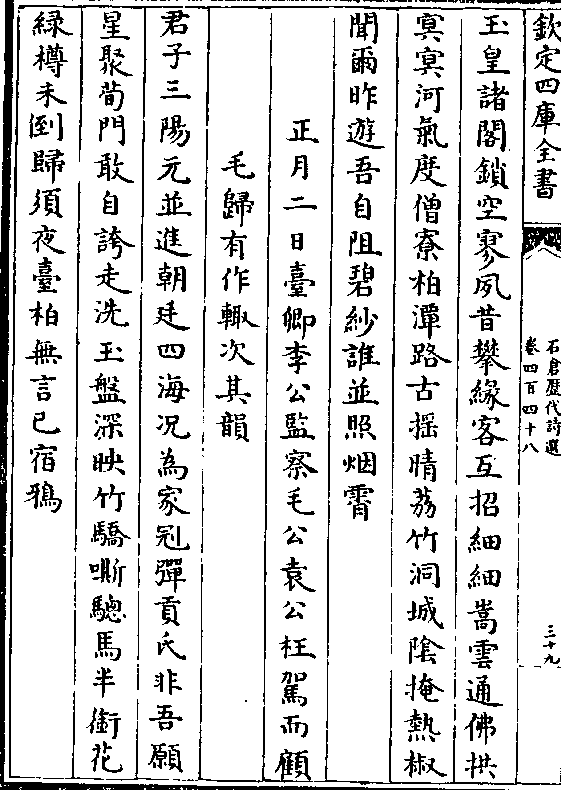 欽定四庫全書
石倉歴代詩選
卷四百四十八
三十九
玉皇諸閣鎖空寥夙昔攀緣客互招細細嵩雲通佛拱
㝠㝠河氣度僧寮柏潭路古揺晴荔竹洞城陰掩熱椒
聞爾昨遊吾自阻碧紗誰並照烟霄
正月二日臺卿李公監察毛公袁公枉駕而顧
毛歸有作輙次其韻
君子三陽元並進朝廷四海况為家冠彈貢氏非吾願
星聚荀門敢自誇走洗玉盤深映竹驕嘶驄馬半銜花
緑樽未倒歸須夜臺柏無言已宿鴉